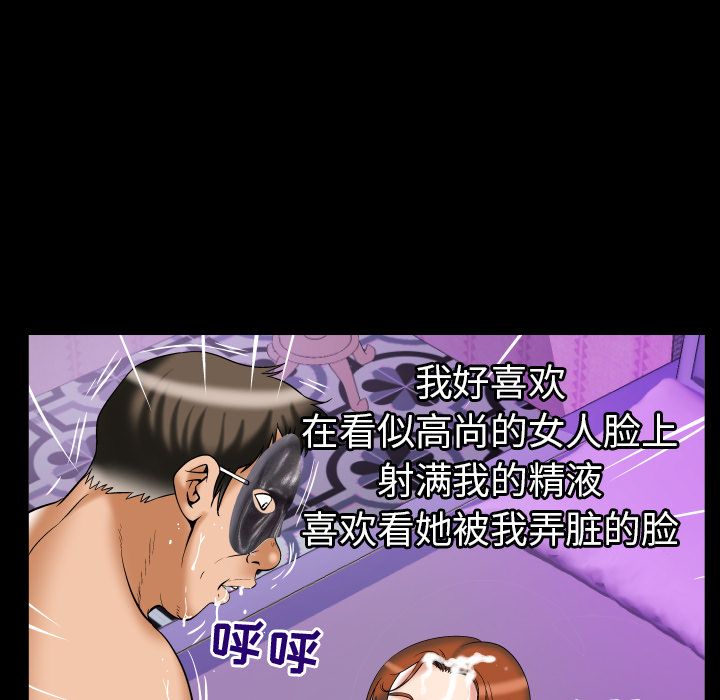 我好喜欢
在看似高尚的女人脸上
射满我的精液
喜欢看她被我弄脏的脸
呼呼